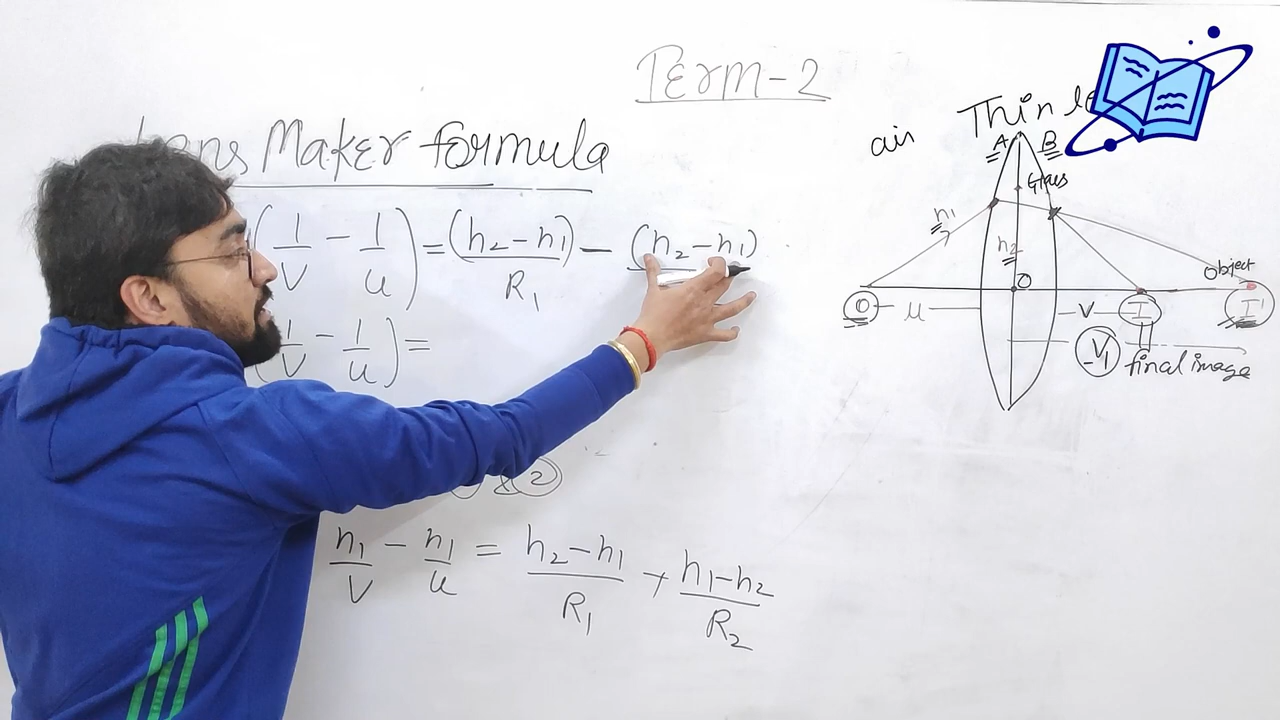 Term-2
Lens Maker formula
(1/V - 1/u) = (n2-n1)/R1 - (n2-n1)
(1/V - 1/u) =
& 2
n1/V - n1/u = n2-n1/R1 + n1-n2/R2
air
Thin
A B
Glass
n1
n2
O
object
O
u
V
I
I'
-V1
final image